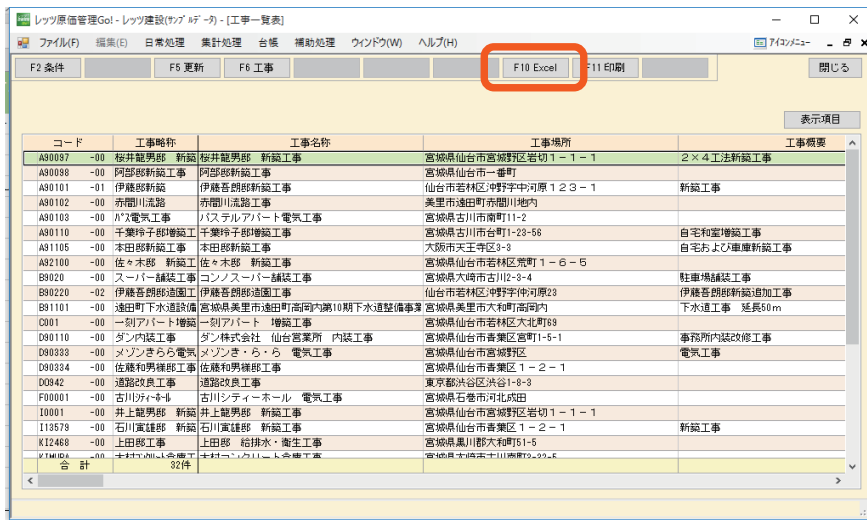 レッツ原価管理Go! - レッツ建設(ｻﾝﾌﾟﾙﾃﾞｰﾀ) - [工事一覧表]
ファイル(F) 編集(E) 日常処理 集計処理 台帳 補助処理 ウインドウ(W) ヘルプ(H) ｱｲｺﾝﾒﾆｭｰ
F2 条件 F5 更新 F6 工事 F10 Excel F11 印刷 閉じる
表示項目
コード 工事略称 工事名称 工事場所 工事概要
A90097 -00 桜井龍男邸 新築 桜井龍男邸 新築工事 宮城県仙台市宮城野区岩切１－１－１ ２×４工法新築工事
A90098 -00 阿部邸新築工事 阿部邸新築工事 宮城県仙台市一番町
A90101 -01 伊藤邸新築 伊藤吾朗邸新築工事 仙台市若林区沖野字中河原１２３－１ 新築工事
A90102 -00 赤間川流路 赤間川流路工事 美里市遠田町赤間川地内
A90103 -00 ﾊﾟｽ電気工事 パステルアパート電気工事 宮城県古川市南町11-2
A90110 -00 千葉玲子邸増築工 千葉玲子邸増築工事 宮城県古川市台町1-23-56 自宅和室増築工事
A91105 -00 本田邸新築工事 本田邸新築工事 大阪市天王寺区3-3 自宅および車庫新築工事
A92100 -00 佐々木邸 新築工 佐々木邸 新築工事 宮城県仙台市若林区荒町１－６－５
B9020 -00 スーパー舗装工事 コンノスーパー舗装工事 宮城県大崎市古川2-3-4 駐車場舗装工事
B90220 -02 伊藤吾朗邸造園工 伊藤吾朗邸造園工事 仙台市若林区沖野字仲河原23 伊藤吾朗邸新築追加工事
B91101 -00 遠田町下水道設備 宮城県美里市遠田町高岡内第10期下水道整備事業 宮城県美里市大和町高岡内 下水道工事 延長50ｍ
C001 -00 一刻アパート増築 一刻アパート 増築工事 宮城県仙台市若林区大北町69
D90110 -00 ダン内装工事 ダン株式会社 仙台営業所 内装工事 宮城県仙台市青葉区宮町1-5-1 事務所内装改修工事
D90333 -00 メゾンきらら電気 メゾンき・ら・ら 電気工事 宮城県仙台市宮城野区 電気工事
D90334 -00 佐藤和男様邸工事 佐藤和男様邸工事 宮城県仙台市青葉区１－２－１
D0942 -00 道路改良工事 道路改良工事 東京都渋谷区渋谷1-8-3
F00001 -00 古川ｼﾃｨｰﾎｰﾙ 古川シティーホール 電気工事 宮城県石巻市河北成田
I0001 -00 井上龍男邸 新築 井上龍男邸 新築工事 宮城県仙台市宮城野区岩切１－１－１
I13579 -00 石川寅雄邸 新築 石川寅雄邸 新築工事 宮城県仙台市青葉区１－２－１ 新築工事
KI2468 -00 上田邸工事 上田邸 給排水・衛生工事 宮城県黒川郡大和町51-5
合 計 32件